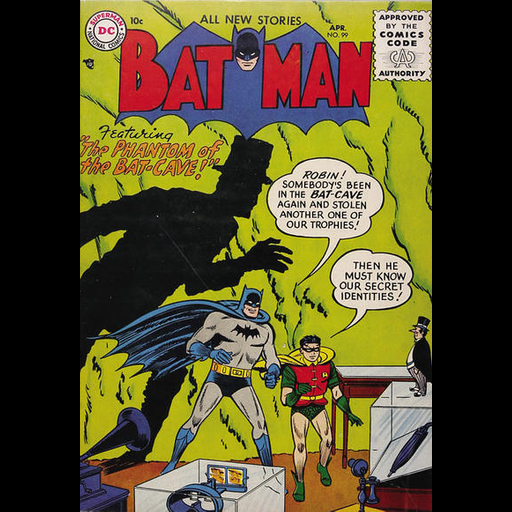 SUPERMAN
DC
NATIONAL COMICS
10c
ALL NEW STORIES
APR.
NO. 99
APPROVED
BY THE
COMICS
CODE
CA
AUTHORITY
BATMAN
Featuring
"The PHANTOM of
the BAT-CAVE!"
ROBIN!
SOMEBODY'S BEEN
IN THE BAT-CAVE
AGAIN AND STOLEN
ANOTHER ONE OF
OUR TROPHIES!
THEN HE
MUST KNOW
OUR SECRET
IDENTITIES!
R